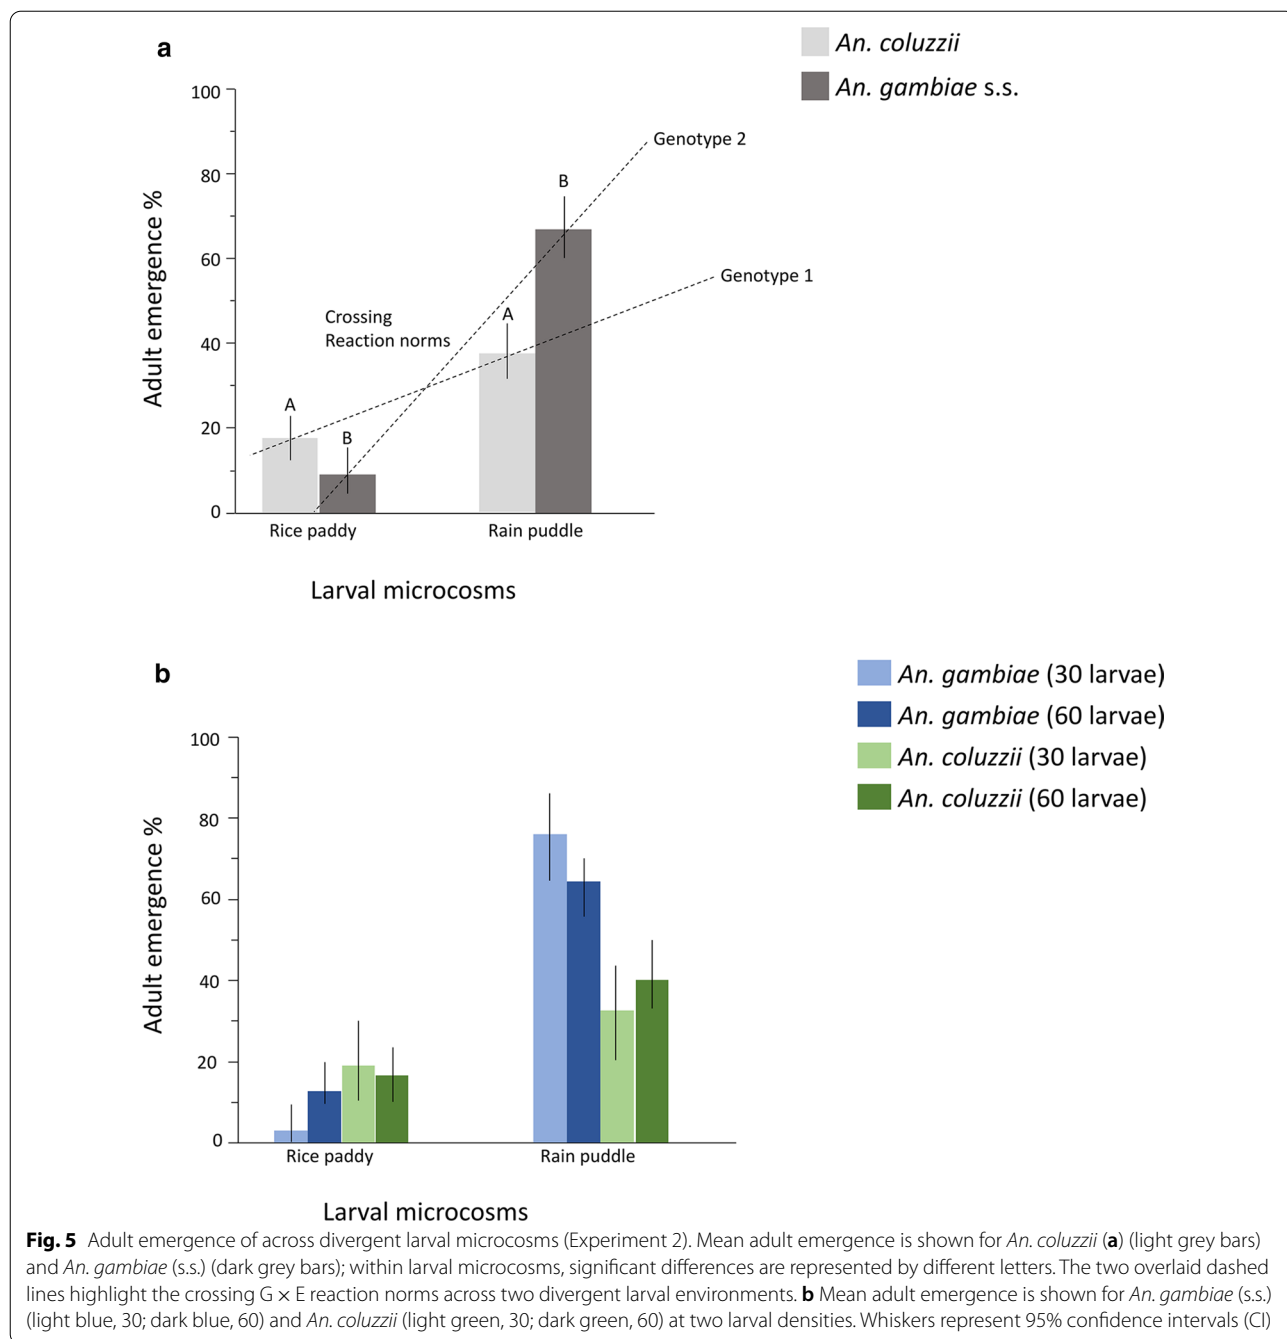 a
An. coluzzii
An. gambiae s.s.
100
80
60
40
20
0
Adult emergence %
Genotype 2
Genotype 1
Crossing
Reaction norms
A
B
A
B
Rice paddy
Rain puddle
Larval microcosms
b
An. gambiae (30 larvae)
An. gambiae (60 larvae)
An. coluzzii (30 larvae)
An. coluzzii (60 larvae)
100
80
60
40
20
0
Adult emergence %
Rice paddy
Rain puddle
Larval microcosms
Fig. 5 Adult emergence of across divergent larval microcosms (Experiment 2). Mean adult emergence is shown for An. coluzzii (a) (light grey bars)
and An. gambiae (s.s.) (dark grey bars); within larval microcosms, significant differences are represented by different letters. The two overlaid dashed
lines highlight the crossing G × E reaction norms across two divergent larval environments. b Mean adult emergence is shown for An. gambiae (s.s.)
(light blue, 30; dark blue, 60) and An. coluzzii (light green, 30; dark green, 60) at two larval densities. Whiskers represent 95% confidence intervals (CI)